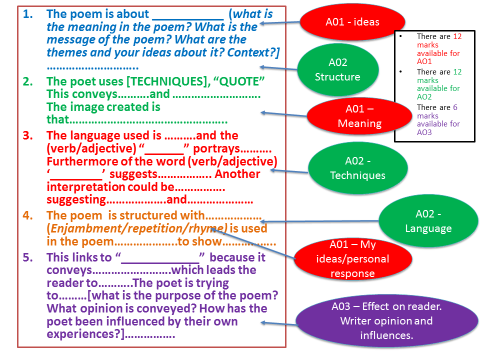 1. The poem is about ____________ (what is
the meaning in the poem? What is the
message of the poem? What are the
themes and your ideas about it? Context?]
...........................
2. The poet uses [TECHNIQUES], “QUOTE”
This conveys..........and ..........................
The image created is
that.............................................
3. The language used is ..........and the
(verb/adjective) “_______” portrays..........
Furthermore of the word (verb/adjective)
‘_________’ suggests................. Another
interpretation could be................
suggesting................and.................
4. The poem is structured with.................
(Enjambment/repetition/rhyme) is used
in the poem...................to show................
5. This links to “_____________” because it
conveys.........................which leads the
reader to...........The poet is trying
to.........[what is the purpose of the poem?
What opinion is conveyed? How has the
poet been influenced by their own
experiences?]................
A01 - ideas
A02
Structure
A01 –
Meaning
A02 -
Techniques
A02 -
Language
A01 – My
ideas/personal
response
A03 – Effect on reader.
Writer opinion and
influences.
• There are 12
marks
available for
AO1
• There are 12
marks
available for
AO2
• There are 6
marks
available for
AO3